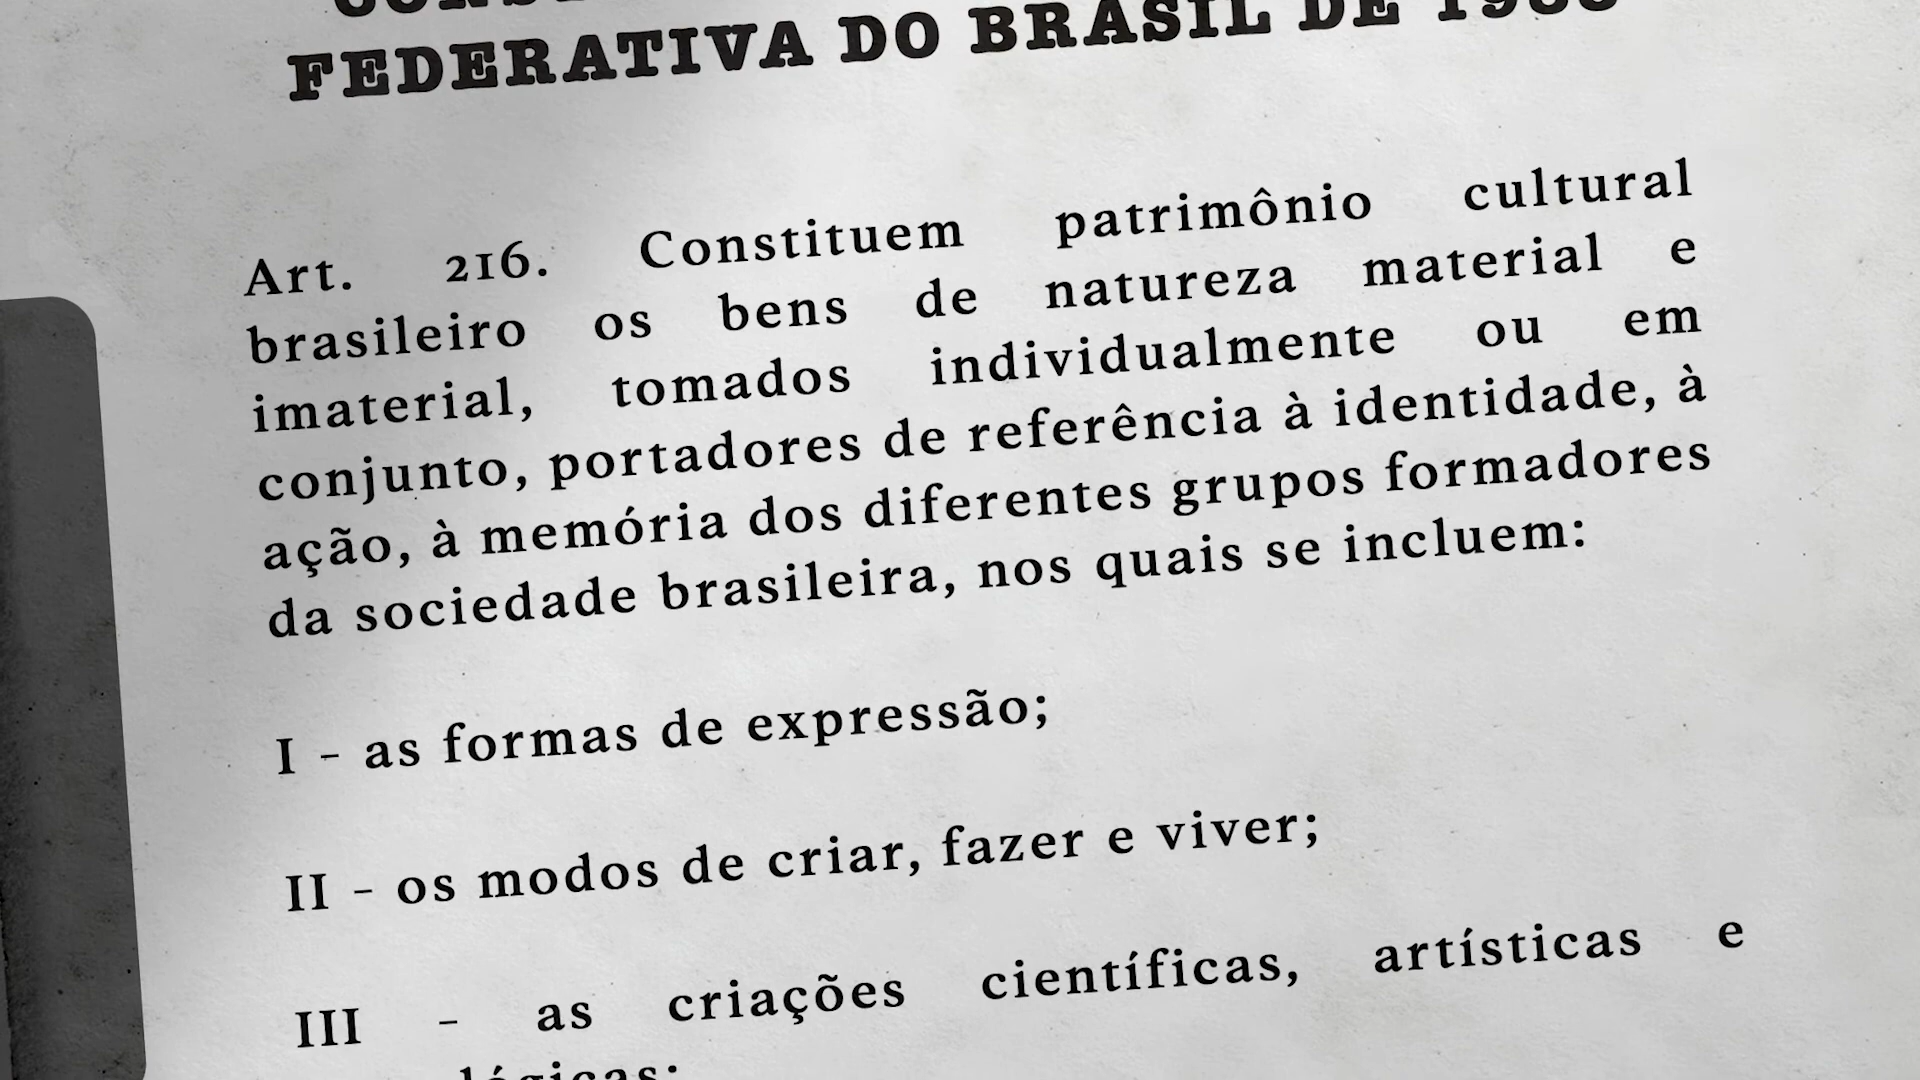 FEDERATIVA DO BRASIL DE
Art. 216. Constituem patrimônio cultural
brasileiro os bens de natureza material e
imaterial, tomados individualmente ou em
conjunto, portadores de referência à identidade, à
ação, à memória dos diferentes grupos formadores
da sociedade brasileira, nos quais se incluem:
I - as formas de expressão;
II - os modos de criar, fazer e viver;
III - as criações científicas, artísticas e